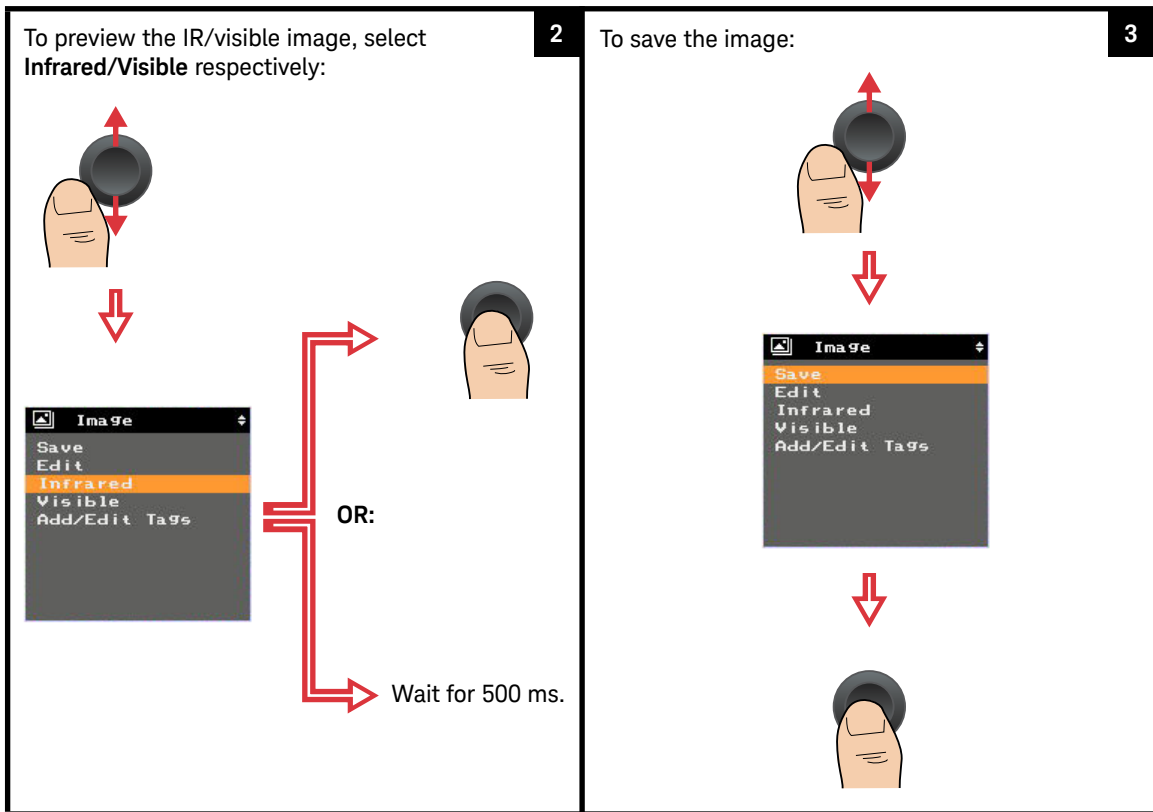 To preview the IR/visible image, select
Infrared/Visible respectively:
2
Image
Save
Edit
Infrared
Visible
Add/Edit Tags
OR:
Wait for 500 ms.
To save the image:
3
Image
Save
Edit
Infrared
Visible
Add/Edit Tags